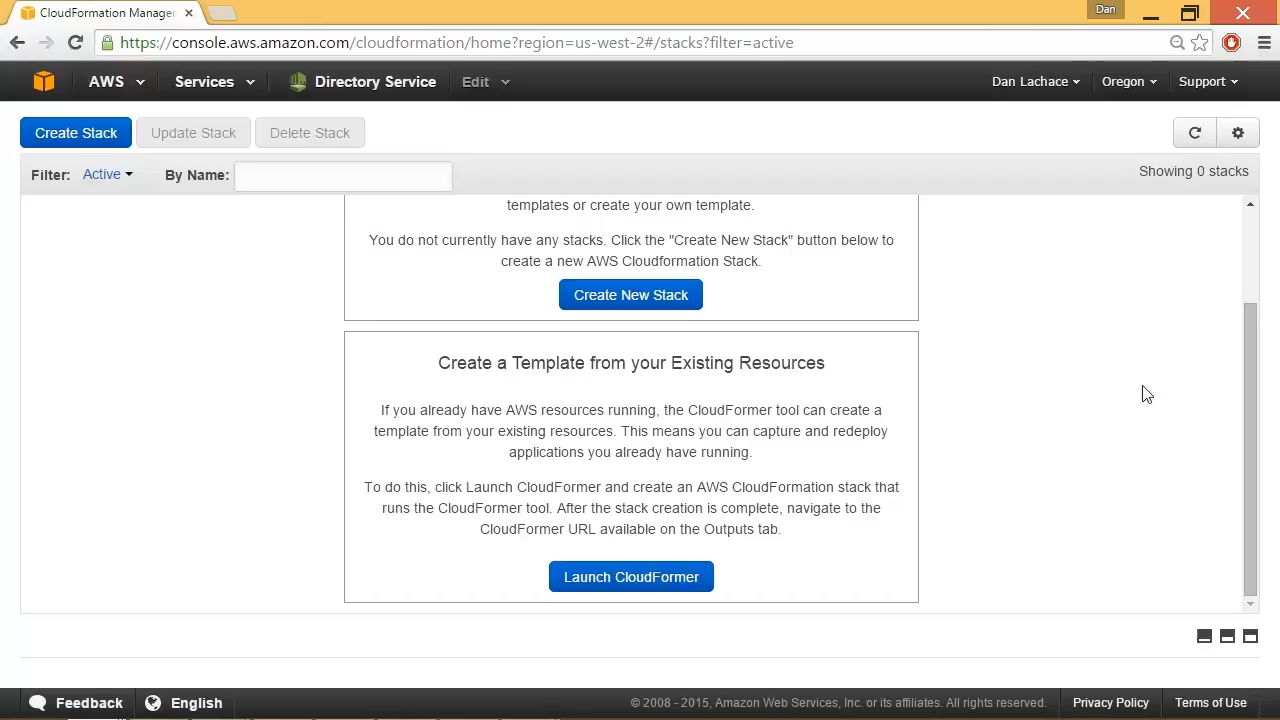 CloudFormation Manage
Dan
https://console.aws.amazon.com/cloudformation/home?region=us-west-2#/stacks?filter=active
AWS Services Directory Service Edit Dan Lachace Oregon Support
Create Stack Update Stack Delete Stack
Filter: Active By Name: Showing 0 stacks
templates or create your own template.
You do not currently have any stacks. Click the "Create New Stack" button below to
create a new AWS Cloudformation Stack.
Create New Stack
Create a Template from your Existing Resources
If you already have AWS resources running, the CloudFormer tool can create a
template from your existing resources. This means you can capture and redeploy
applications you already have running.
To do this, click Launch CloudFormer and create an AWS CloudFormation stack that
runs the CloudFormer tool. After the stack creation is complete, navigate to the
CloudFormer URL available on the Outputs tab.
Launch CloudFormer
Feedback English © 2008 - 2015, Amazon Web Services, Inc. or its affiliates. All rights reserved. Privacy Policy Terms of Use